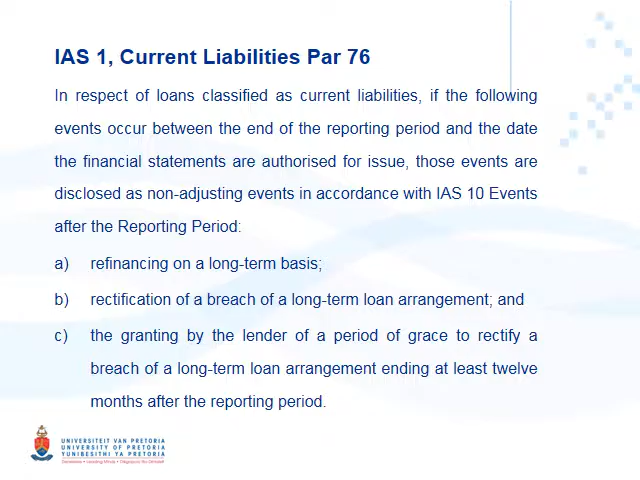 IAS 1, Current Liabilities Par 76
In respect of loans classified as current liabilities, if the following
events occur between the end of the reporting period and the date
the financial statements are authorised for issue, those events are
disclosed as non-adjusting events in accordance with IAS 10 Events
after the Reporting Period:
a) refinancing on a long-term basis;
b) rectification of a breach of a long-term loan arrangement; and
c) the granting by the lender of a period of grace to rectify a
breach of a long-term loan arrangement ending at least twelve
months after the reporting period.
UNIVERSITEIT VAN PRETORIA
UNIVERSITY OF PRETORIA
YUNIBESITHI YA PRETORIA